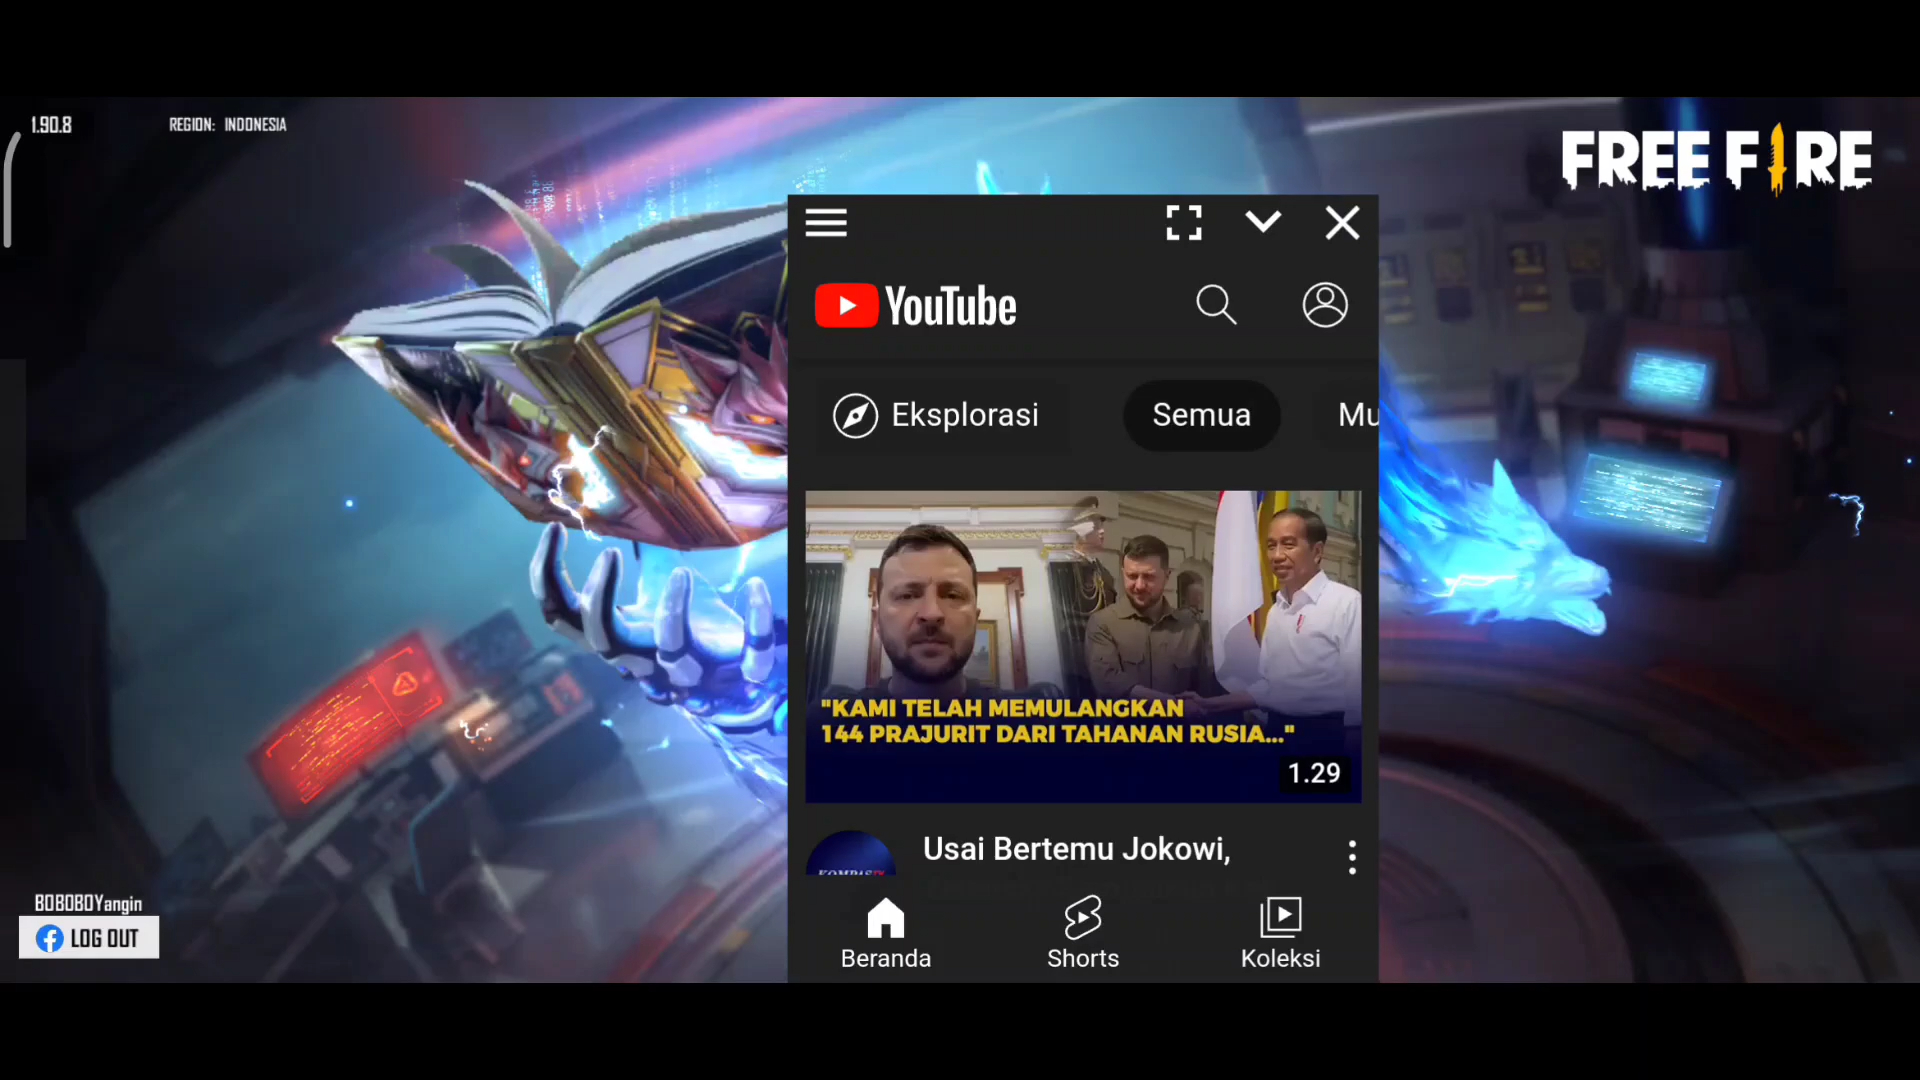 1.90.8
REGION: INDONESIA
FREE FIRE
YouTube
Eksplorasi
Semua
Mu
"KAMI TELAH MEMULANGKAN
144 PRAJURIT DARI TAHANAN RUSIA..."
1.29
Usai Bertemu Jokowi,
BOBOBOYangin
LOG OUT
Beranda
Shorts
Koleksi